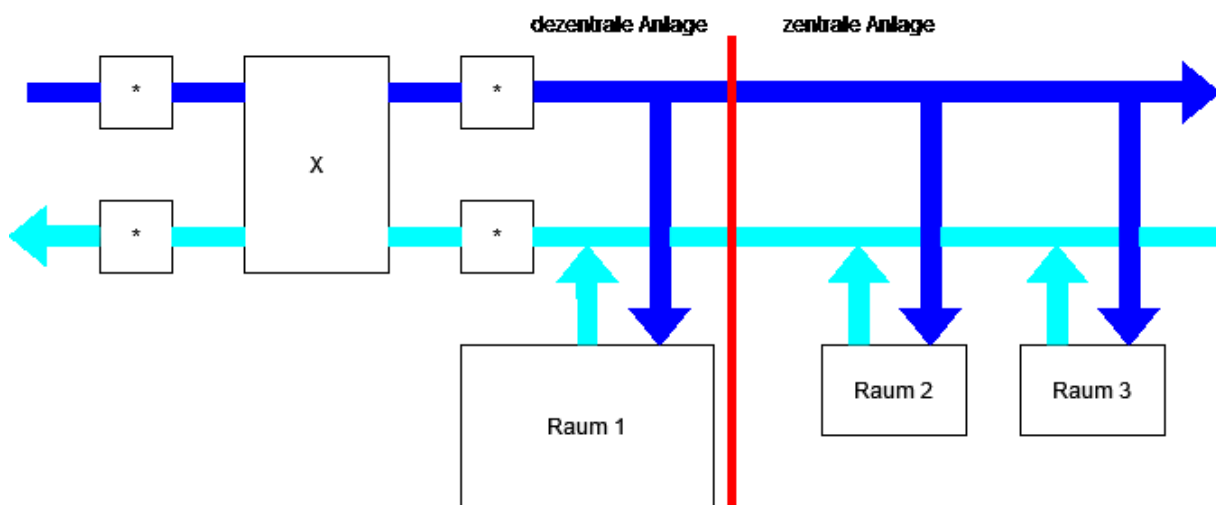 dezentrale Anlage
zentrale Anlage
*
X
*
*
*
Raum 1
Raum 2
Raum 3